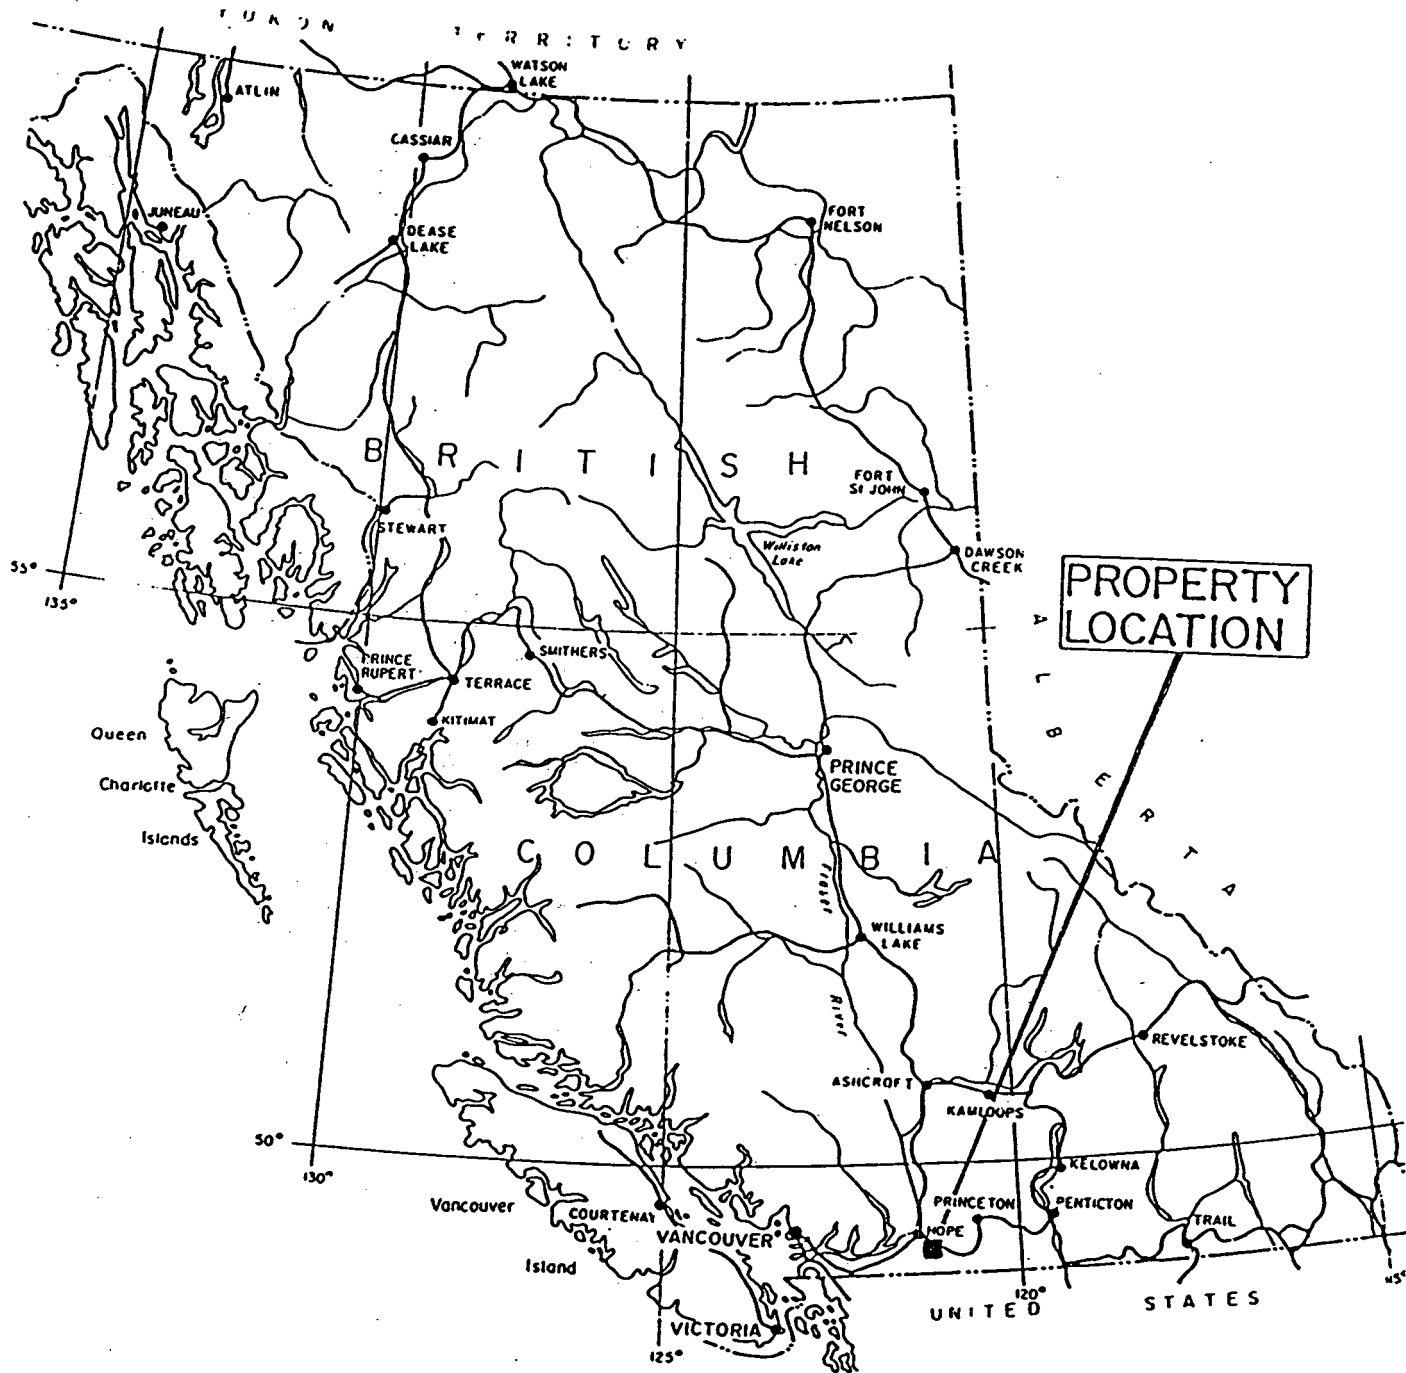 YUKON TERRITORY
WATSON
LAKE
ATLIN
CASSIAR
JUNEAU
DEASE
LAKE
FORT
NELSON
BRITISH
FORT
ST JOHN
STEWART
Williston
Lake
DAWSON
CREEK
PROPERTY
LOCATION
55°
135°
ALBERTA
SMITHERS
PRINCE
RUPERT
TERRACE
KITIMAT
Queen
Charlotte
Islands
PRINCE
GEORGE
COLUMBIA
Fraser
River
WILLIAMS
LAKE
REVELSTOKE
ASHCROFT
KAMLOOPS
50°
130°
KELOWNA
Vancouver
Island
COURTENAY
PRINCETON
PENTICTON
VANCOUVER
HOPE
TRAIL
120°
115°
UNITED STATES
VICTORIA
125°